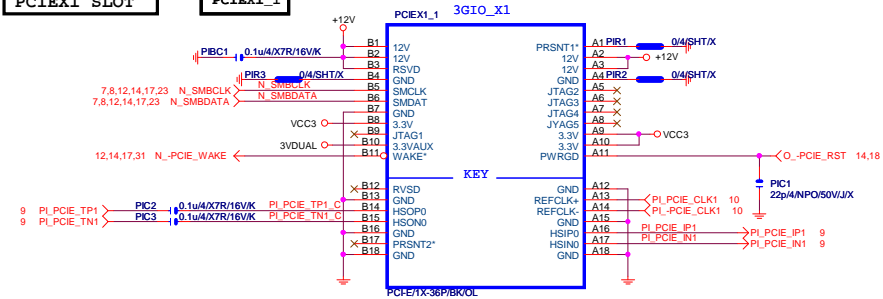 PCIEX1 SLOT
PCIEX1_1
PCIEX1_1 3GIO_X1
+12V
PIBC1 0.1u/4/X7R/16V/K
B1 12V
B2 12V
B3 RSVD
PIR3 0/4/SHT/X B4 GND
7,8,12,14,17,23 N_SMBCLK N_SMBCLK B5 SMCLK
7,8,12,14,17,23 N_SMBDATA N_SMBDATA B6 SMDAT
B7 GND
VCC3 B8 3.3V
B9 JTAG1
3VDUAL B10 3.3VAUX
12,14,17,31 N_-PCIE_WAKE B11 WAKE*
KEY
B12 RVSD
B13 GND
9 PI_PCIE_TP1 PIC2 0.1u/4/X7R/16V/K PI_PCIE_TP1_C B14 HSOP0
9 PI_PCIE_TN1 PIC3 0.1u/4/X7R/16V/K PI_PCIE_TN1_C B15 HSON0
B16 GND
B17 PRSNT2*
B18 GND
PRSNT1* A1 PIR1 0/4/SHT/X
12V A2 +12V
12V A3
GND A4 PIR2 0/4/SHT/X
JTAG2 A5
JTAG3 A6
JTAG4 A7
JYAG5 A8
3.3V A9 VCC3
3.3V A10
PWRGD A11 O_-PCIE_RST 14,18
PIC1
22p/4/NPO/50V/J/X
GND A12
REFCLK+ A13 PI_PCIE_CLK1 10
REFCLK- A14 PI_-PCIE_CLK1 10
GND A15
HSIP0 A16 PI_PCIE_IP1 PI_PCIE_IP1 9
HSIN0 A17 PI_PCIE_IN1 PI_PCIE_IN1 9
GND A18
PCI-E/1X-36P/BK/OL